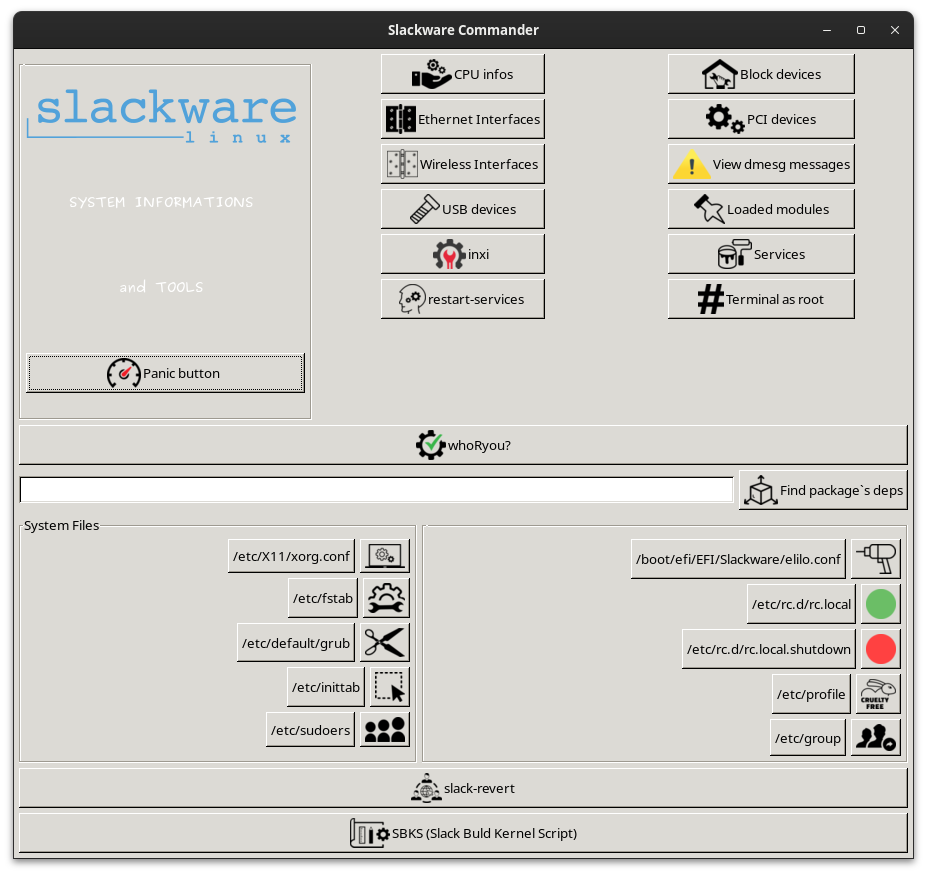 Slackware Commander
slackware
linux
SYSTEM INFORMATIONS
and TOOLS
Panic button
CPU infos
Ethernet Interfaces
Wireless Interfaces
USB devices
inxi
restart-services
Block devices
PCI devices
View dmesg messages
Loaded modules
Services
# Terminal as root
whoRyou?
Find package`s deps
System Files
/etc/X11/xorg.conf
/etc/fstab
/etc/default/grub
/etc/inittab
/etc/sudoers
/boot/efi/EFI/Slackware/elilo.conf
/etc/rc.d/rc.local
/etc/rc.d/rc.local.shutdown
/etc/profile
CRUELTY
FREE
/etc/group
slack-revert
SBKS (Slack Buld Kernel Script)